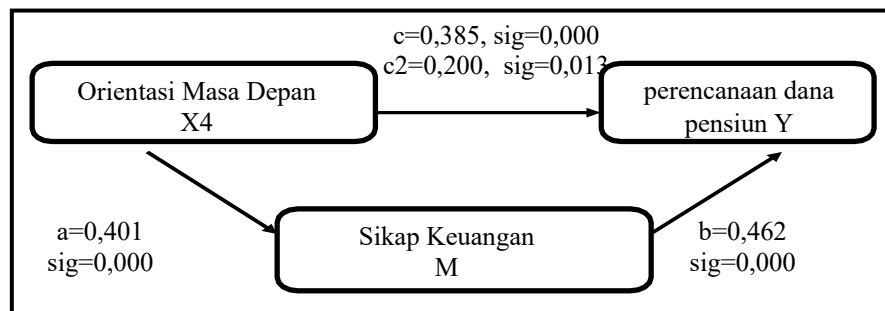 c=0,385, sig=0,000
c2=0,200, sig=0,013
Orientasi Masa Depan
X4
perencanaan dana
pensiun Y
a=0,401
sig=0,000
Sikap Keuangan
M
b=0,462
sig=0,000